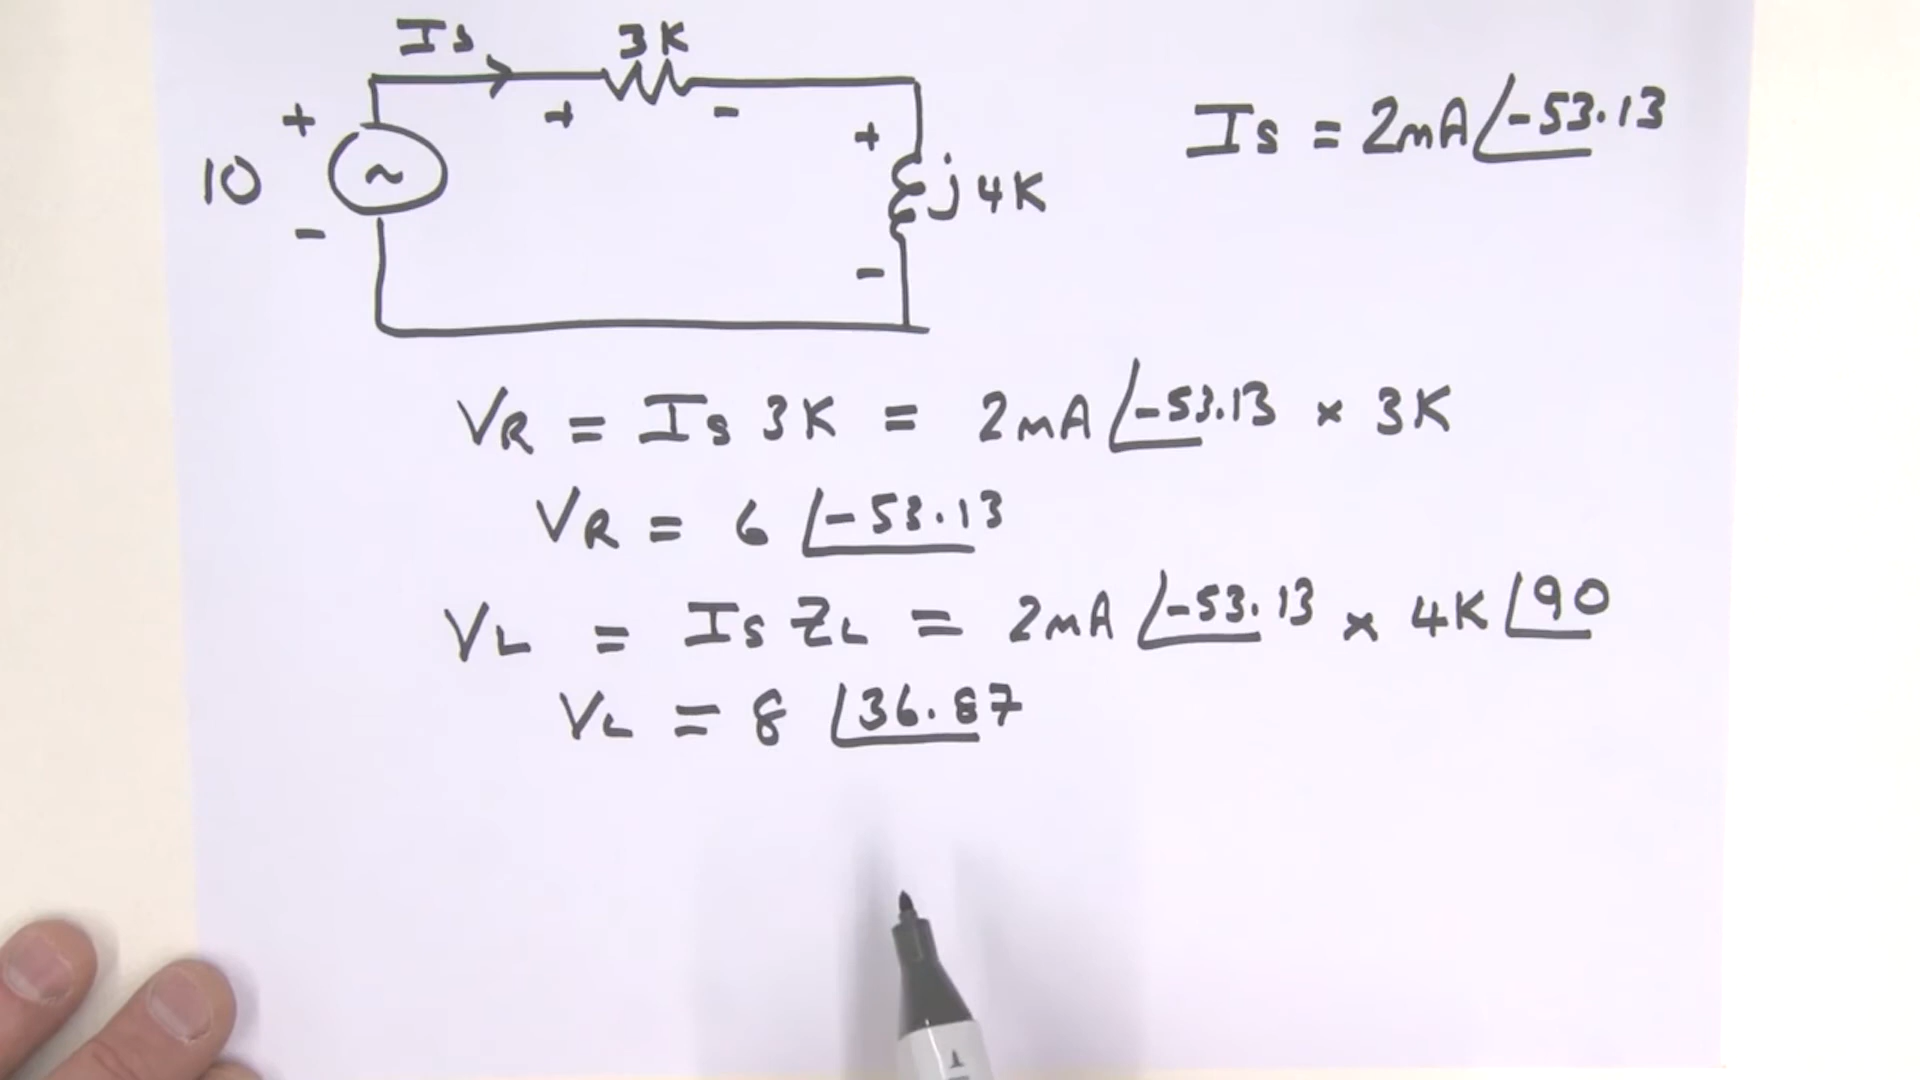 Is
3K
+
+ -
+
10
~
j4K
-
-
Is = 2mA∠-53.13
VR = Is 3K = 2mA∠-53.13 × 3K
VR = 6∠-53.13
VL = Is ZL = 2mA∠-53.13 × 4K∠90
VL = 8∠36.87